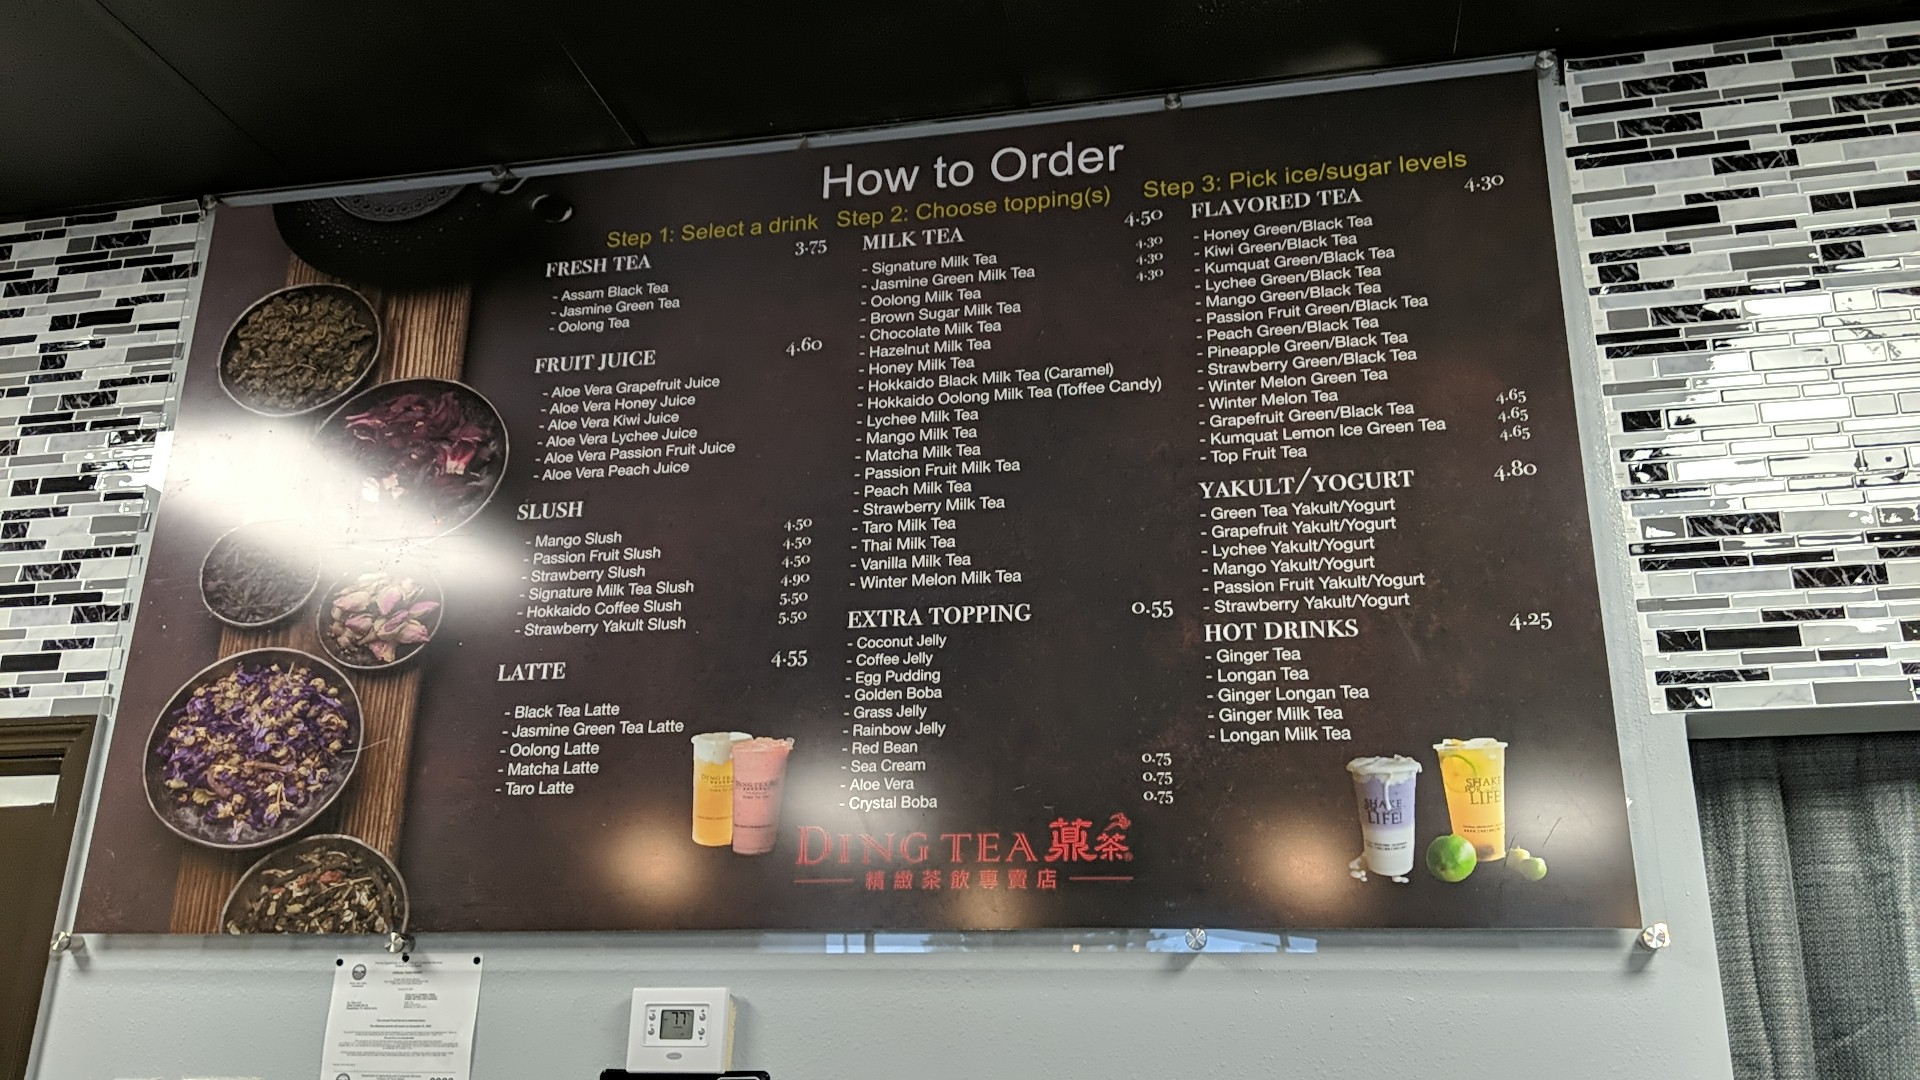 How to Order
Step 1: Select a drink Step 2: Choose topping(s) Step 3: Pick ice/sugar levels
FRESH TEA 3.75
- Assam Black Tea
- Jasmine Green Tea
- Oolong Tea
FRUIT JUICE 4.60
- Aloe Vera Grapefruit Juice
- Aloe Vera Honey Juice
- Aloe Vera Kiwi Juice
- Aloe Vera Lychee Juice
- Aloe Vera Passion Fruit Juice
- Aloe Vera Peach Juice
SLUSH
- Mango Slush 4.50
- Passion Fruit Slush 4.50
- Strawberry Slush 4.50
- Signature Milk Tea Slush 4.90
- Hokkaido Coffee Slush 5.50
- Strawberry Yakult Slush 5.50
LATTE 4.55
- Black Tea Latte
- Jasmine Green Tea Latte
- Oolong Latte
- Matcha Latte
- Taro Latte
MILK TEA 4.50
- Signature Milk Tea 4.30
- Jasmine Green Milk Tea 4.30
- Oolong Milk Tea 4.30
- Brown Sugar Milk Tea
- Chocolate Milk Tea
- Hazelnut Milk Tea
- Honey Milk Tea
- Hokkaido Black Milk Tea (Caramel)
- Hokkaido Oolong Milk Tea (Toffee Candy)
- Lychee Milk Tea
- Mango Milk Tea
- Matcha Milk Tea
- Passion Fruit Milk Tea
- Peach Milk Tea
- Strawberry Milk Tea
- Taro Milk Tea
- Thai Milk Tea
- Vanilla Milk Tea
- Winter Melon Milk Tea
EXTRA TOPPING 0.55
- Coconut Jelly
- Coffee Jelly
- Egg Pudding
- Golden Boba
- Grass Jelly
- Rainbow Jelly
- Red Bean
- Sea Cream 0.75
- Aloe Vera 0.75
- Crystal Boba 0.75
FLAVORED TEA 4.30
- Honey Green/Black Tea
- Kiwi Green/Black Tea
- Kumquat Green/Black Tea
- Lychee Green/Black Tea
- Mango Green/Black Tea
- Passion Fruit Green/Black Tea
- Peach Green/Black Tea
- Pineapple Green/Black Tea
- Strawberry Green/Black Tea
- Winter Melon Green Tea
- Winter Melon Tea
- Grapefruit Green/Black Tea 4.65
- Kumquat Lemon Ice Green Tea 4.65
- Top Fruit Tea 4.65
YAKULT/YOGURT 4.80
- Green Tea Yakult/Yogurt
- Grapefruit Yakult/Yogurt
- Lychee Yakult/Yogurt
- Mango Yakult/Yogurt
- Passion Fruit Yakult/Yogurt
- Strawberry Yakult/Yogurt
HOT DRINKS 4.25
- Ginger Tea
- Longan Tea
- Ginger Longan Tea
- Ginger Milk Tea
- Longan Milk Tea
SHAKE
FOR
LIFE!
SHAKE
FOR
LIFE!
DING TEA 薡茶®
精緻茶飲專賣店
77